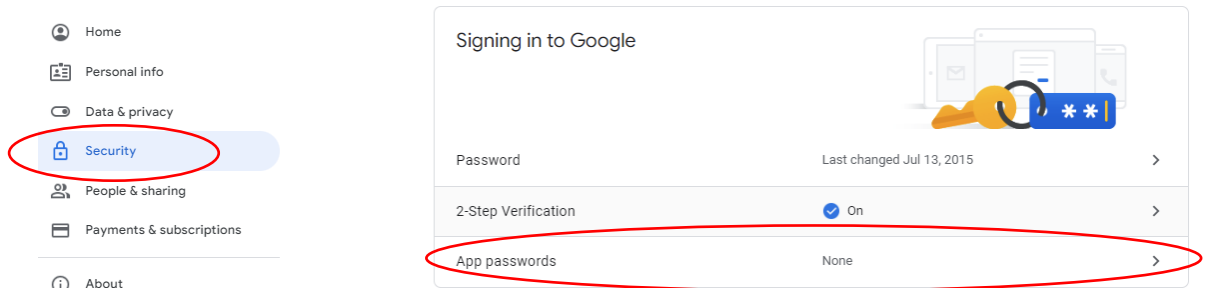 Home
Personal info
Data & privacy
Security
People & sharing
Payments & subscriptions
About
Signing in to Google
**
Password Last changed Jul 13, 2015
2-Step Verification On
App passwords None